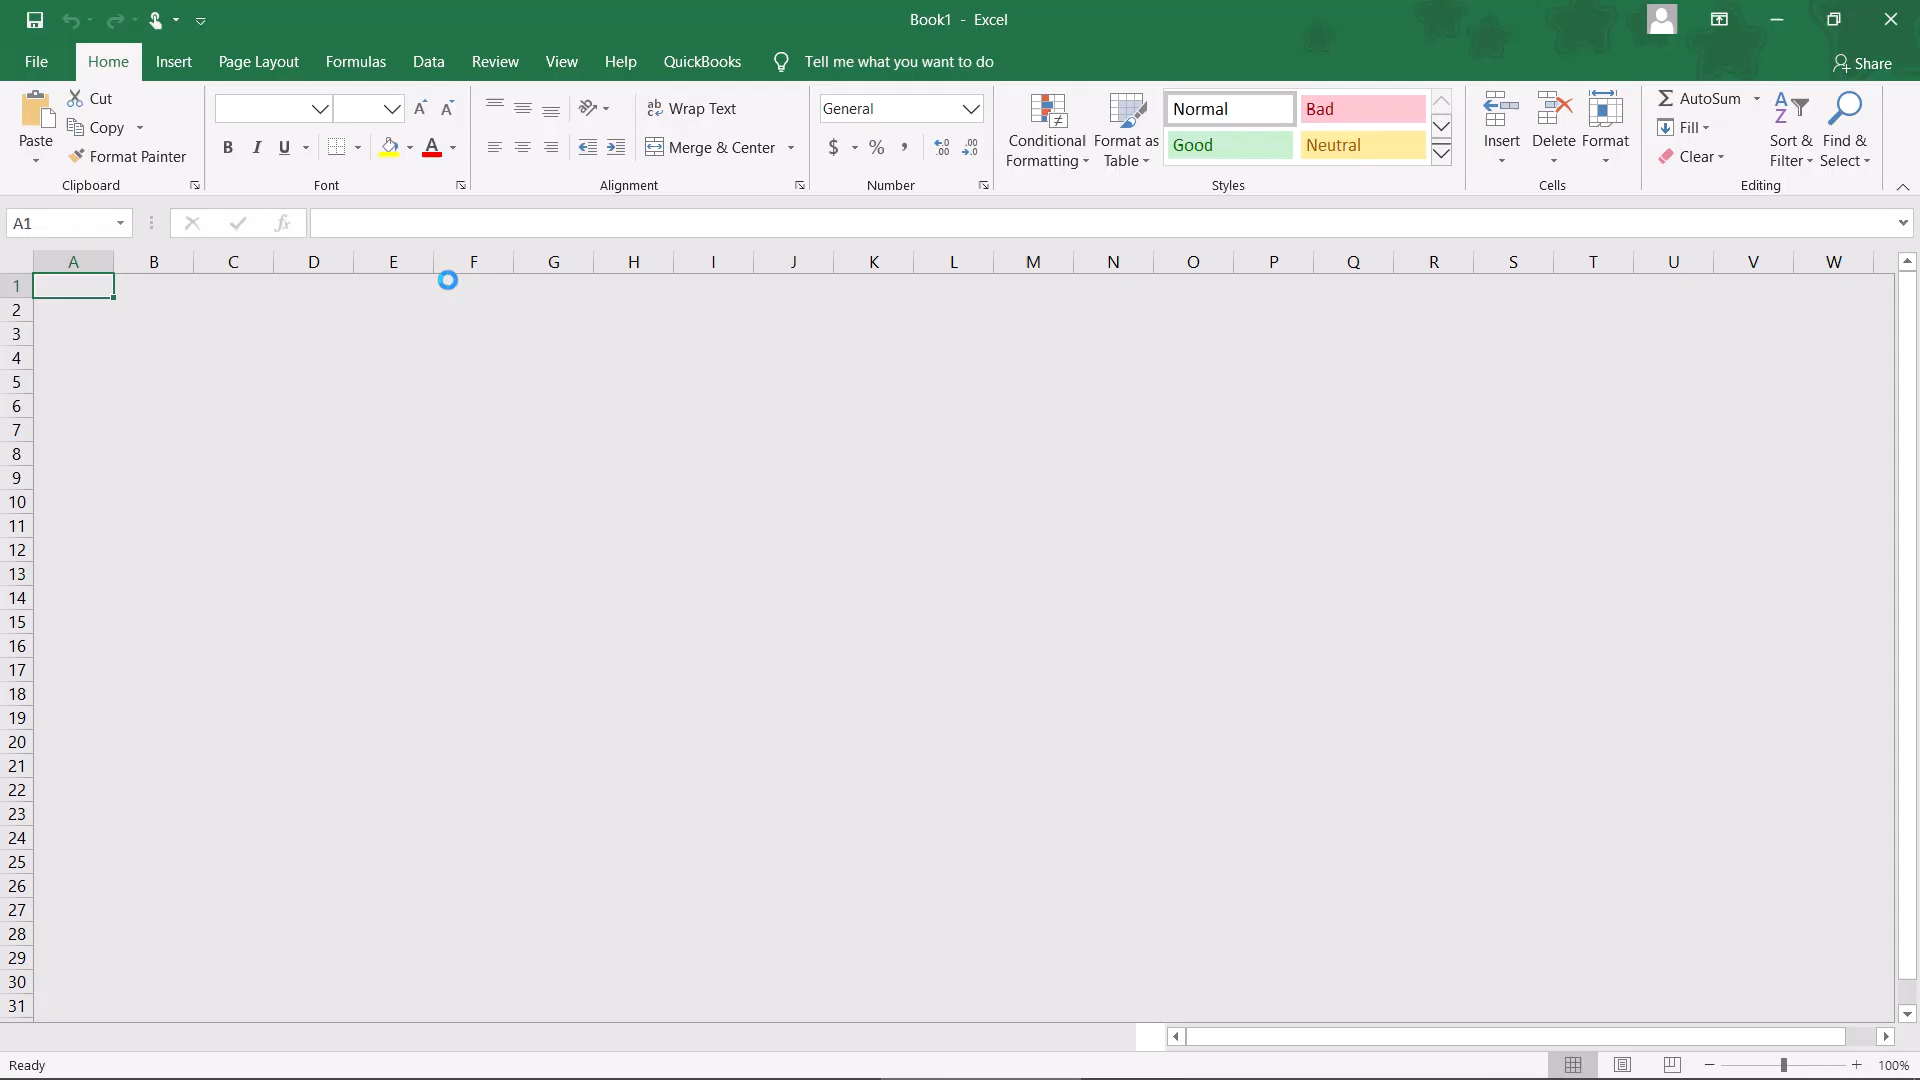 Book1 - Excel
File Home Insert Page Layout Formulas Data Review View Help QuickBooks Tell me what you want to do Share
Paste
Cut
Copy
Format Painter
Clipboard
B I U A
Font
ab Wrap Text
Merge & Center
Alignment
General
$ % ,
Number
Conditional Formatting
Format as Table
Normal Bad
Good Neutral
Styles
Insert Delete Format
Cells
AutoSum
Fill
Clear
Sort & Filter
Find & Select
Editing
A1 fx
A B C D E F G H I J K L M N O P Q R S T U V W
1
2
3
4
5
6
7
8
9
10
11
12
13
14
15
16
17
18
19
20
21
22
23
24
25
26
27
28
29
30
31
Ready 100%